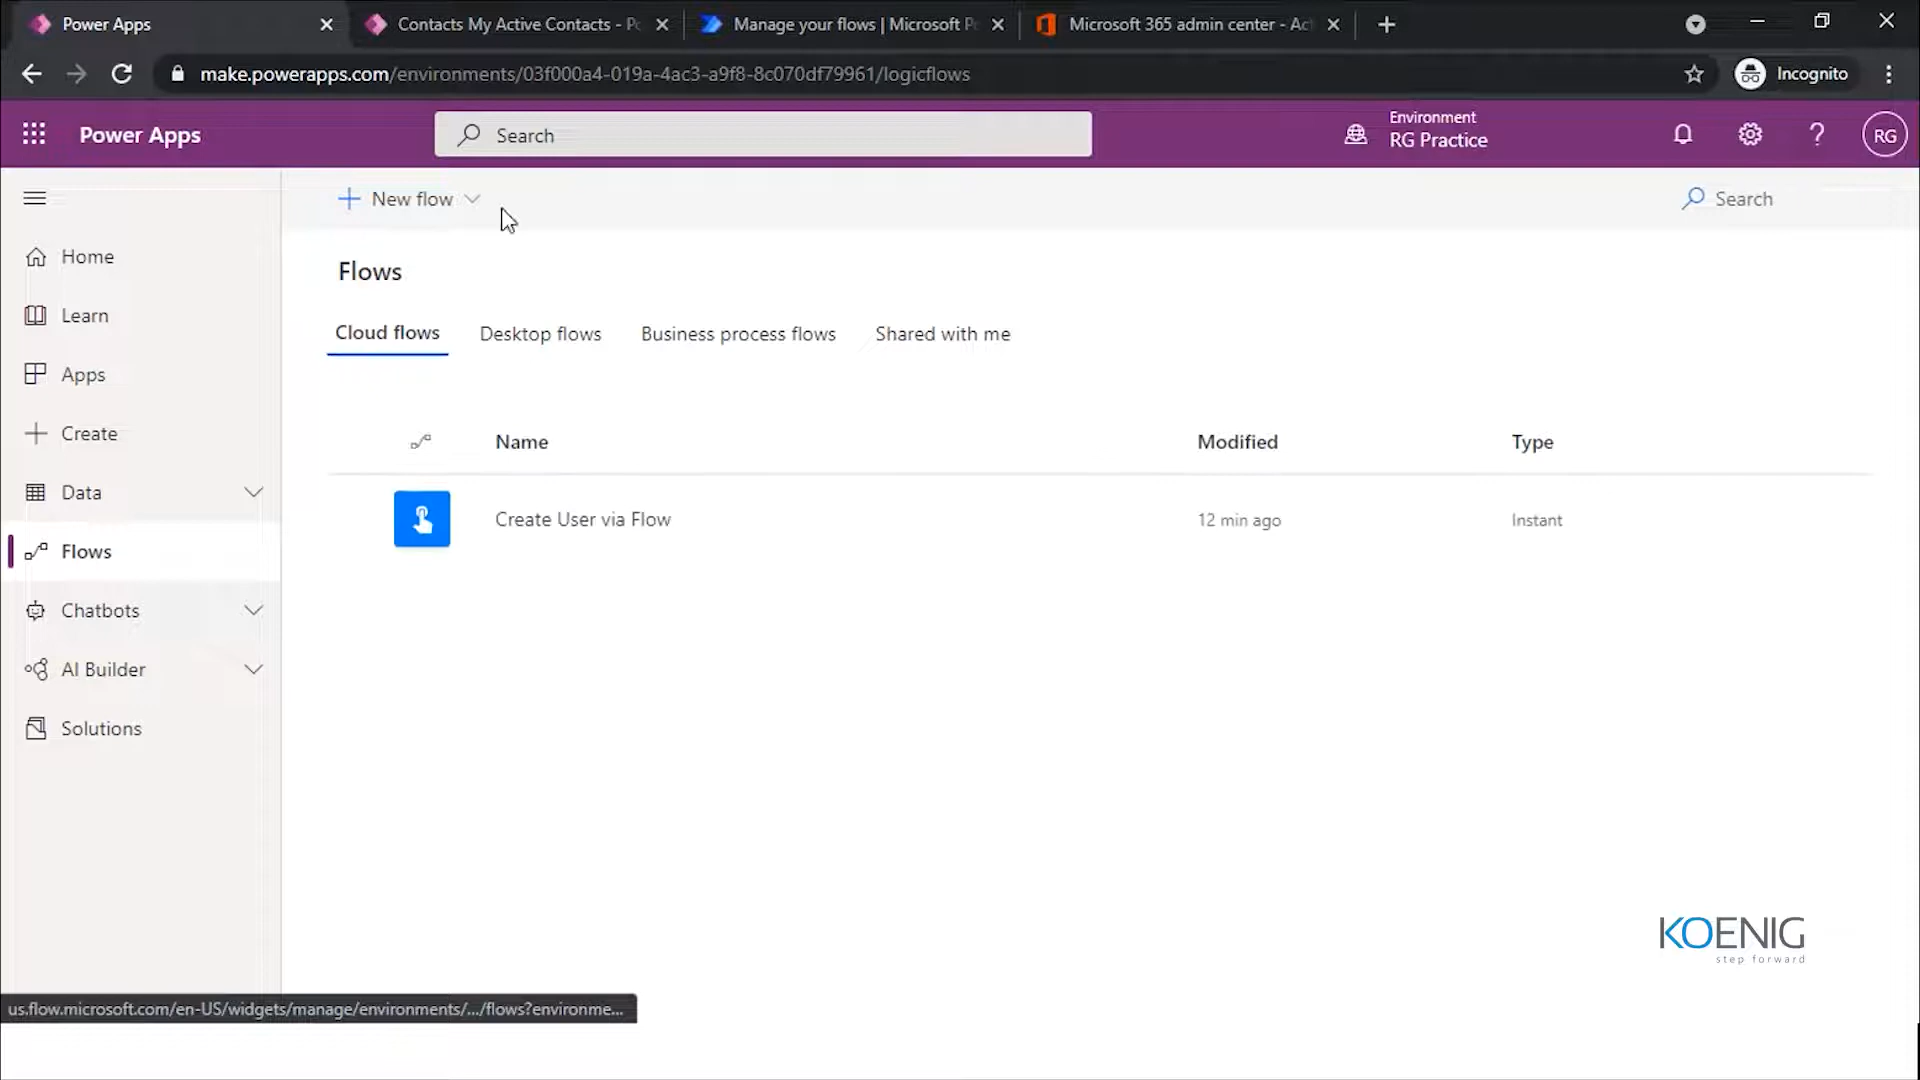 Power Apps
Contacts My Active Contacts - Po
Manage your flows | Microsoft P
Microsoft 365 admin center - Act
make.powerapps.com/environments/03f000a4-019a-4ac3-a9f8-8c070df79961/logicflows
Incognito
Power Apps
Search
Environment
RG Practice
RG
New flow
Search
Home
Learn
Apps
Create
Data
Flows
Chatbots
AI Builder
Solutions
Flows
Cloud flows
Desktop flows
Business process flows
Shared with me
Name
Modified
Type
Create User via Flow
12 min ago
Instant
KOENIG
step forward
us.flow.microsoft.com/en-US/widgets/manage/environments/.../flows?environme...